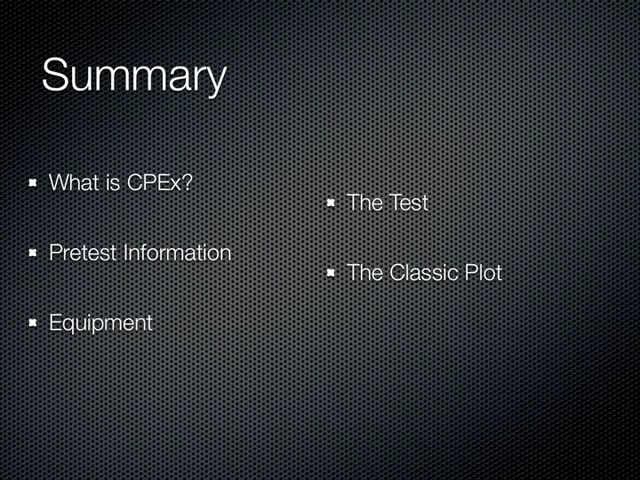 Summary
What is CPEx?
Pretest Information
Equipment
The Test
The Classic Plot